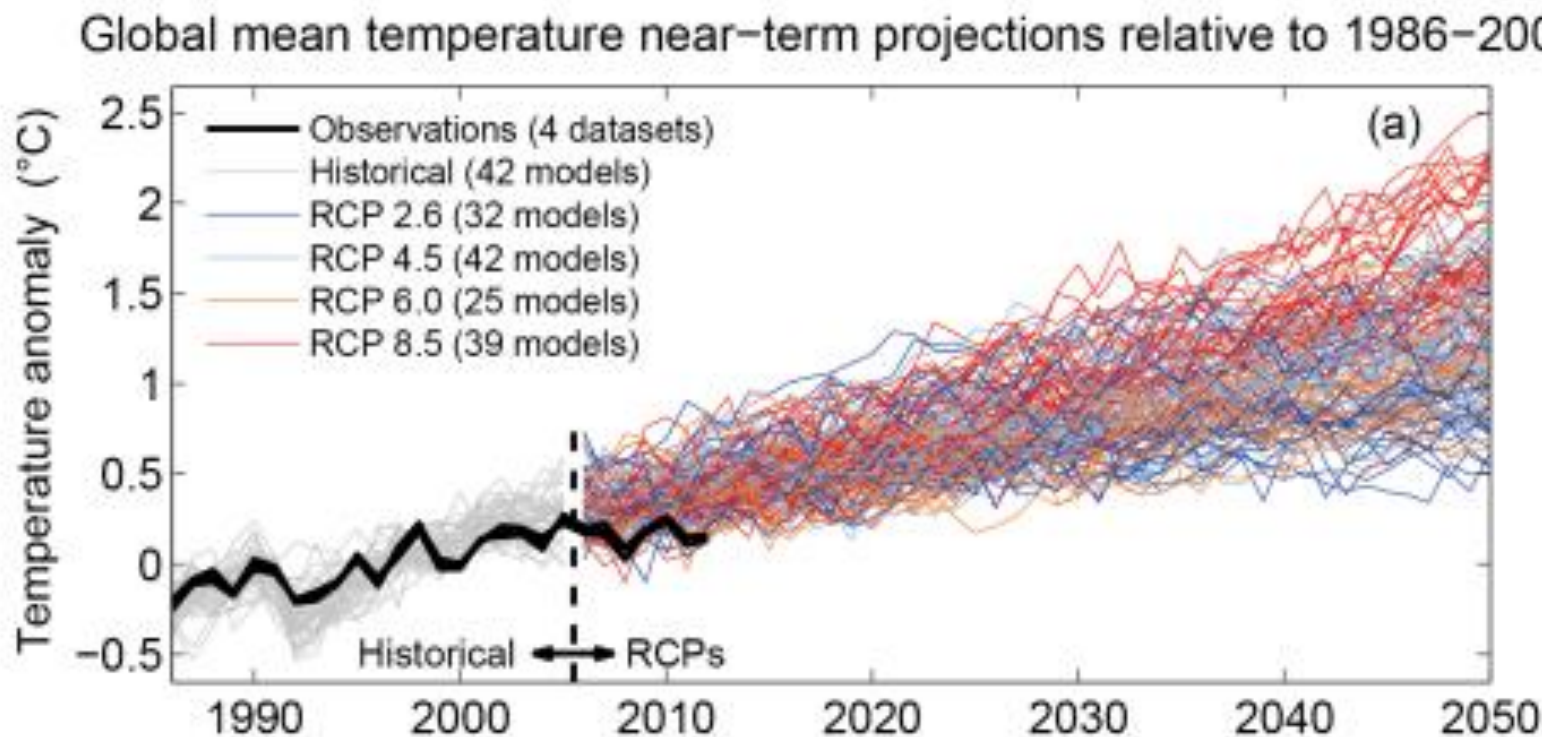 Global mean temperature near−term projections relative to 1986−200
Temperature anomaly (°C)
2.5
2
1.5
1
0.5
0
−0.5
(a)
Observations (4 datasets)
Historical (42 models)
RCP 2.6 (32 models)
RCP 4.5 (42 models)
RCP 6.0 (25 models)
RCP 8.5 (39 models)
Historical RCPs
1990 2000 2010 2020 2030 2040 2050